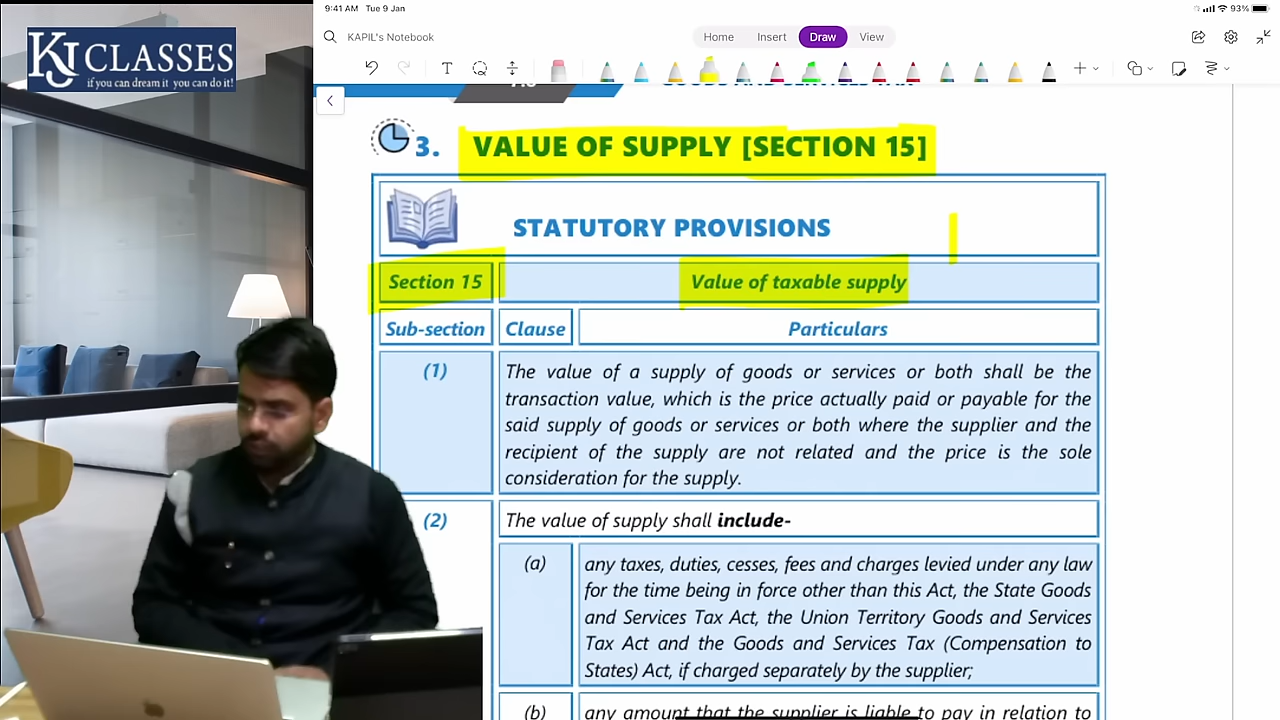 9:41 AM Tue 9 Jan
93%
KJ CLASSES
if you can dream it you can do it!
KAPIL's Notebook
Home Insert Draw View
GOODS AND SERVICES TAX
3. VALUE OF SUPPLY [SECTION 15]
STATUTORY PROVISIONS
Section 15 Value of taxable supply
Sub-section Clause Particulars
(1) The value of a supply of goods or services or both shall be the
transaction value, which is the price actually paid or payable for the
said supply of goods or services or both where the supplier and the
recipient of the supply are not related and the price is the sole
consideration for the supply.
(2) The value of supply shall include-
(a) any taxes, duties, cesses, fees and charges levied under any law
for the time being in force other than this Act, the State Goods
and Services Tax Act, the Union Territory Goods and Services
Tax Act and the Goods and Services Tax (Compensation to
States) Act, if charged separately by the supplier;
(b) any amount that the supplier is liable to pay in relation to